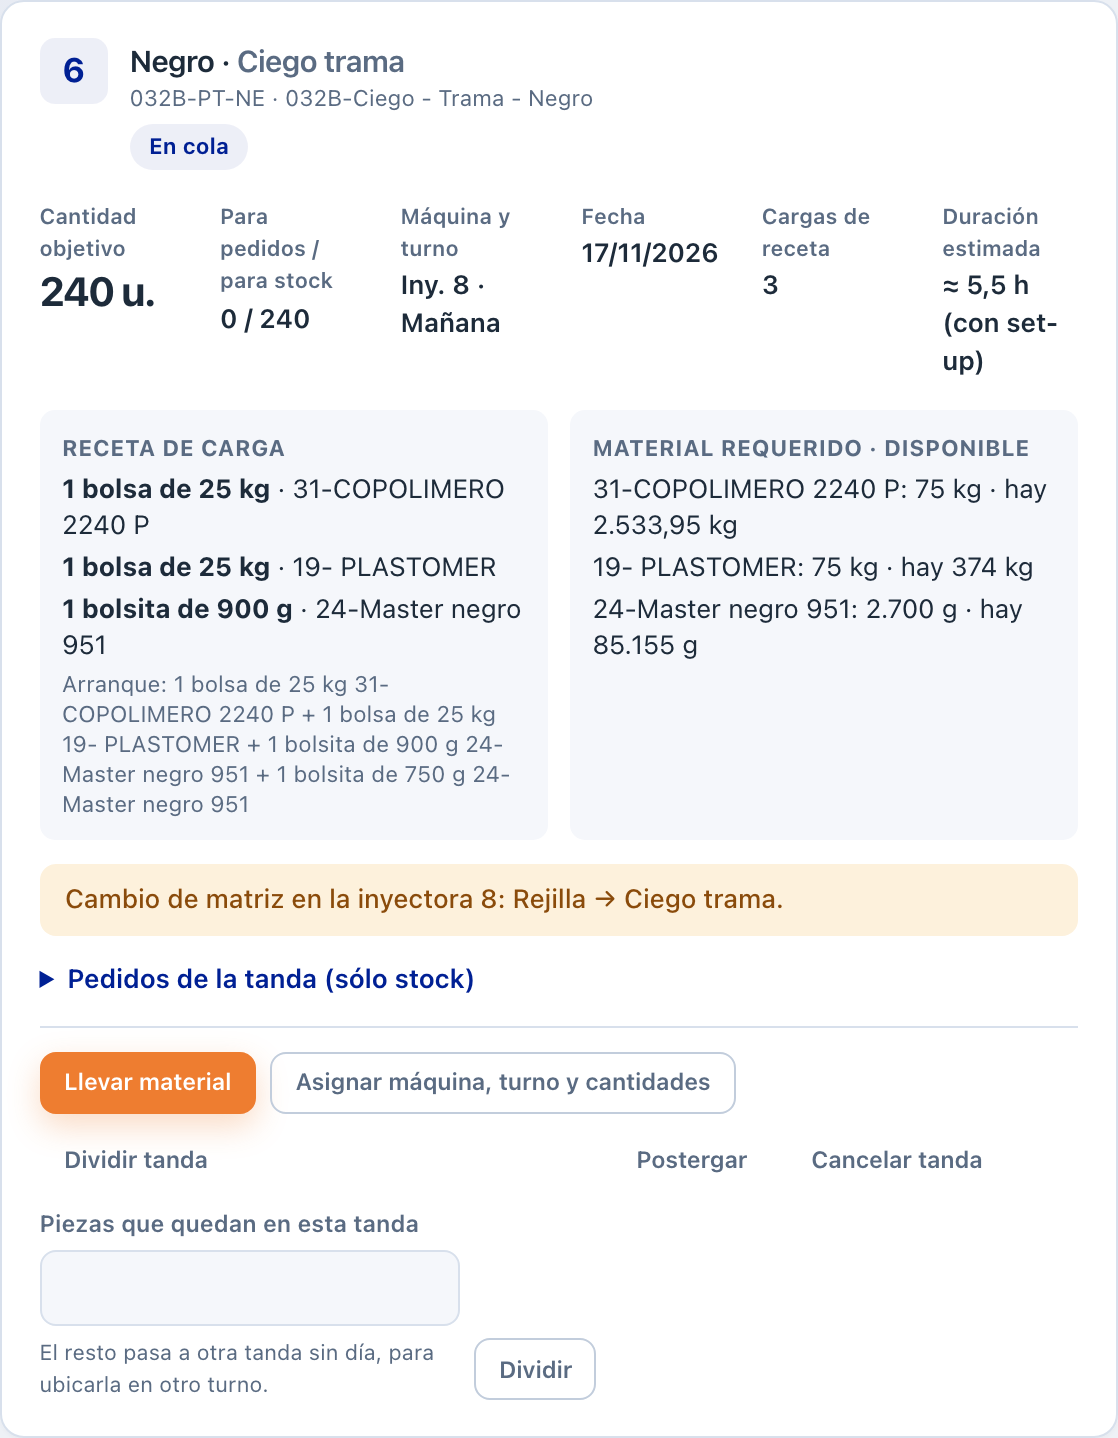 6
Negro · Ciego trama
032B-PT-NE · 032B-Ciego - Trama - Negro
En cola
Cantidad
objetivo
240 u.
Para
pedidos /
para stock
0 / 240
Máquina y
turno
Iny. 8 ·
Mañana
Fecha
17/11/2026
Cargas de
receta
3
Duración
estimada
≈ 5,5 h
(con set-
up)
RECETA DE CARGA
1 bolsa de 25 kg · 31-COPOLIMERO
2240 P
1 bolsa de 25 kg · 19- PLASTOMER
1 bolsita de 900 g · 24-Master negro
951
Arranque: 1 bolsa de 25 kg 31-
COPOLIMERO 2240 P + 1 bolsa de 25 kg
19- PLASTOMER + 1 bolsita de 900 g 24-
Master negro 951 + 1 bolsita de 750 g 24-
Master negro 951
MATERIAL REQUERIDO · DISPONIBLE
31-COPOLIMERO 2240 P: 75 kg · hay
2.533,95 kg
19- PLASTOMER: 75 kg · hay 374 kg
24-Master negro 951: 2.700 g · hay
85.155 g
Cambio de matriz en la inyectora 8: Rejilla → Ciego trama.
▶ Pedidos de la tanda (sólo stock)
Llevar material
Asignar máquina, turno y cantidades
Dividir tanda
Postergar
Cancelar tanda
Piezas que quedan en esta tanda
El resto pasa a otra tanda sin día, para
ubicarla en otro turno.
Dividir